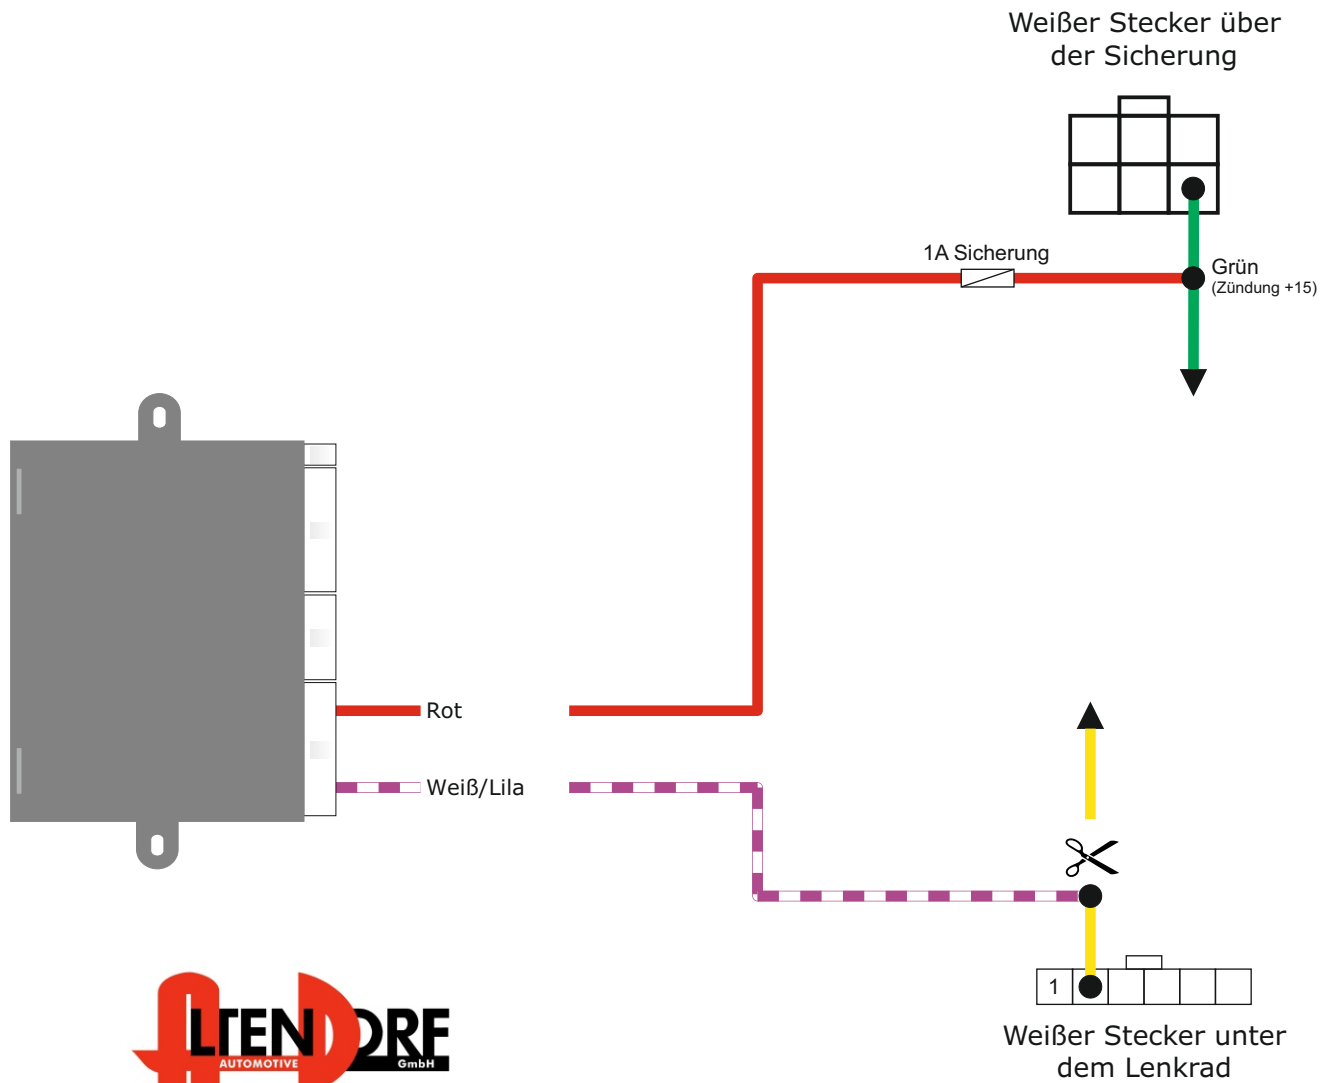 Weißer Stecker über
der Sicherung
1A Sicherung
Grün
(Zündung +15)
Rot
Weiß/Lila
1
Weißer Stecker unter
dem Lenkrad
ALTENDORF
AUTOMOTIVE
GmbH